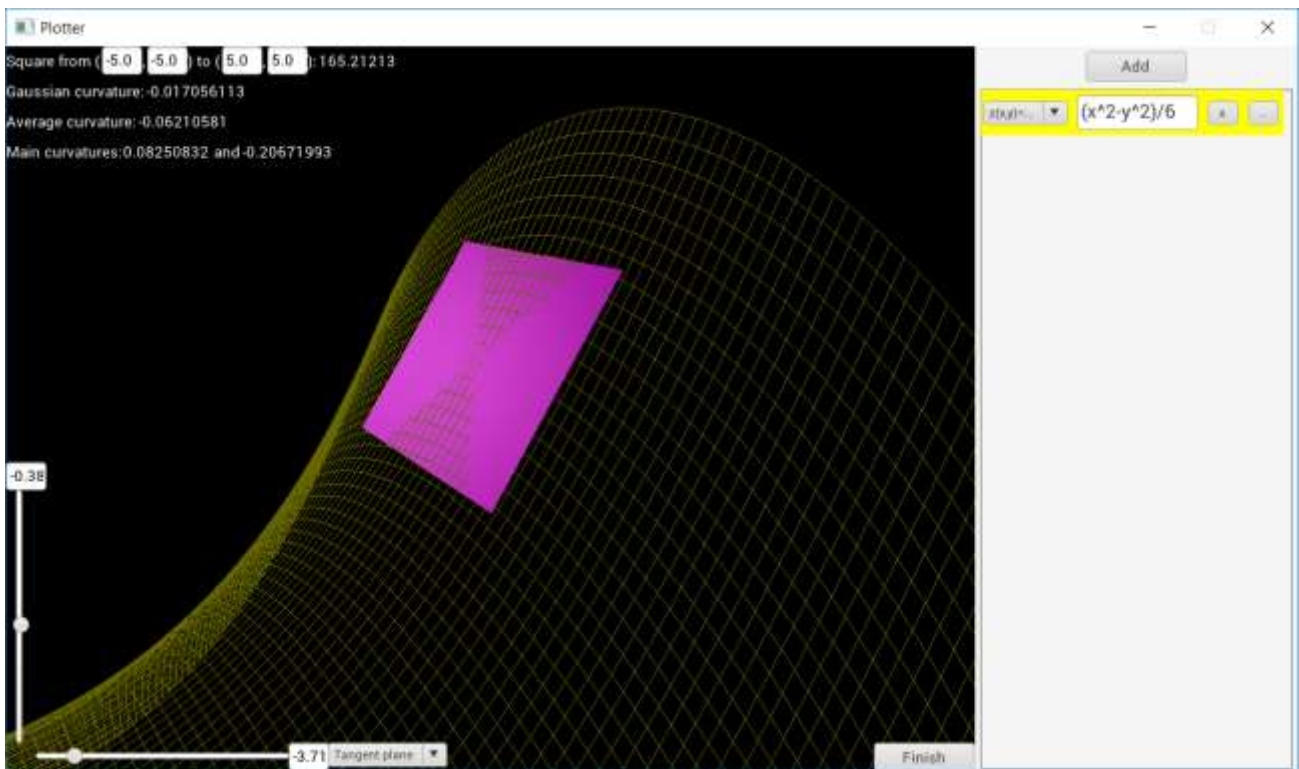 Plotter
Square from ( -5.0 , -5.0 ) to ( 5.0 , 5.0 ): 165.21213
Gaussian curvature:-0.017056113
Average curvature:-0.06210581
Main curvatures:0.08250832 and-0.20671993
Add
(x^2-y^2)/6
-0.38
-3.71 Tangent plane
Finish